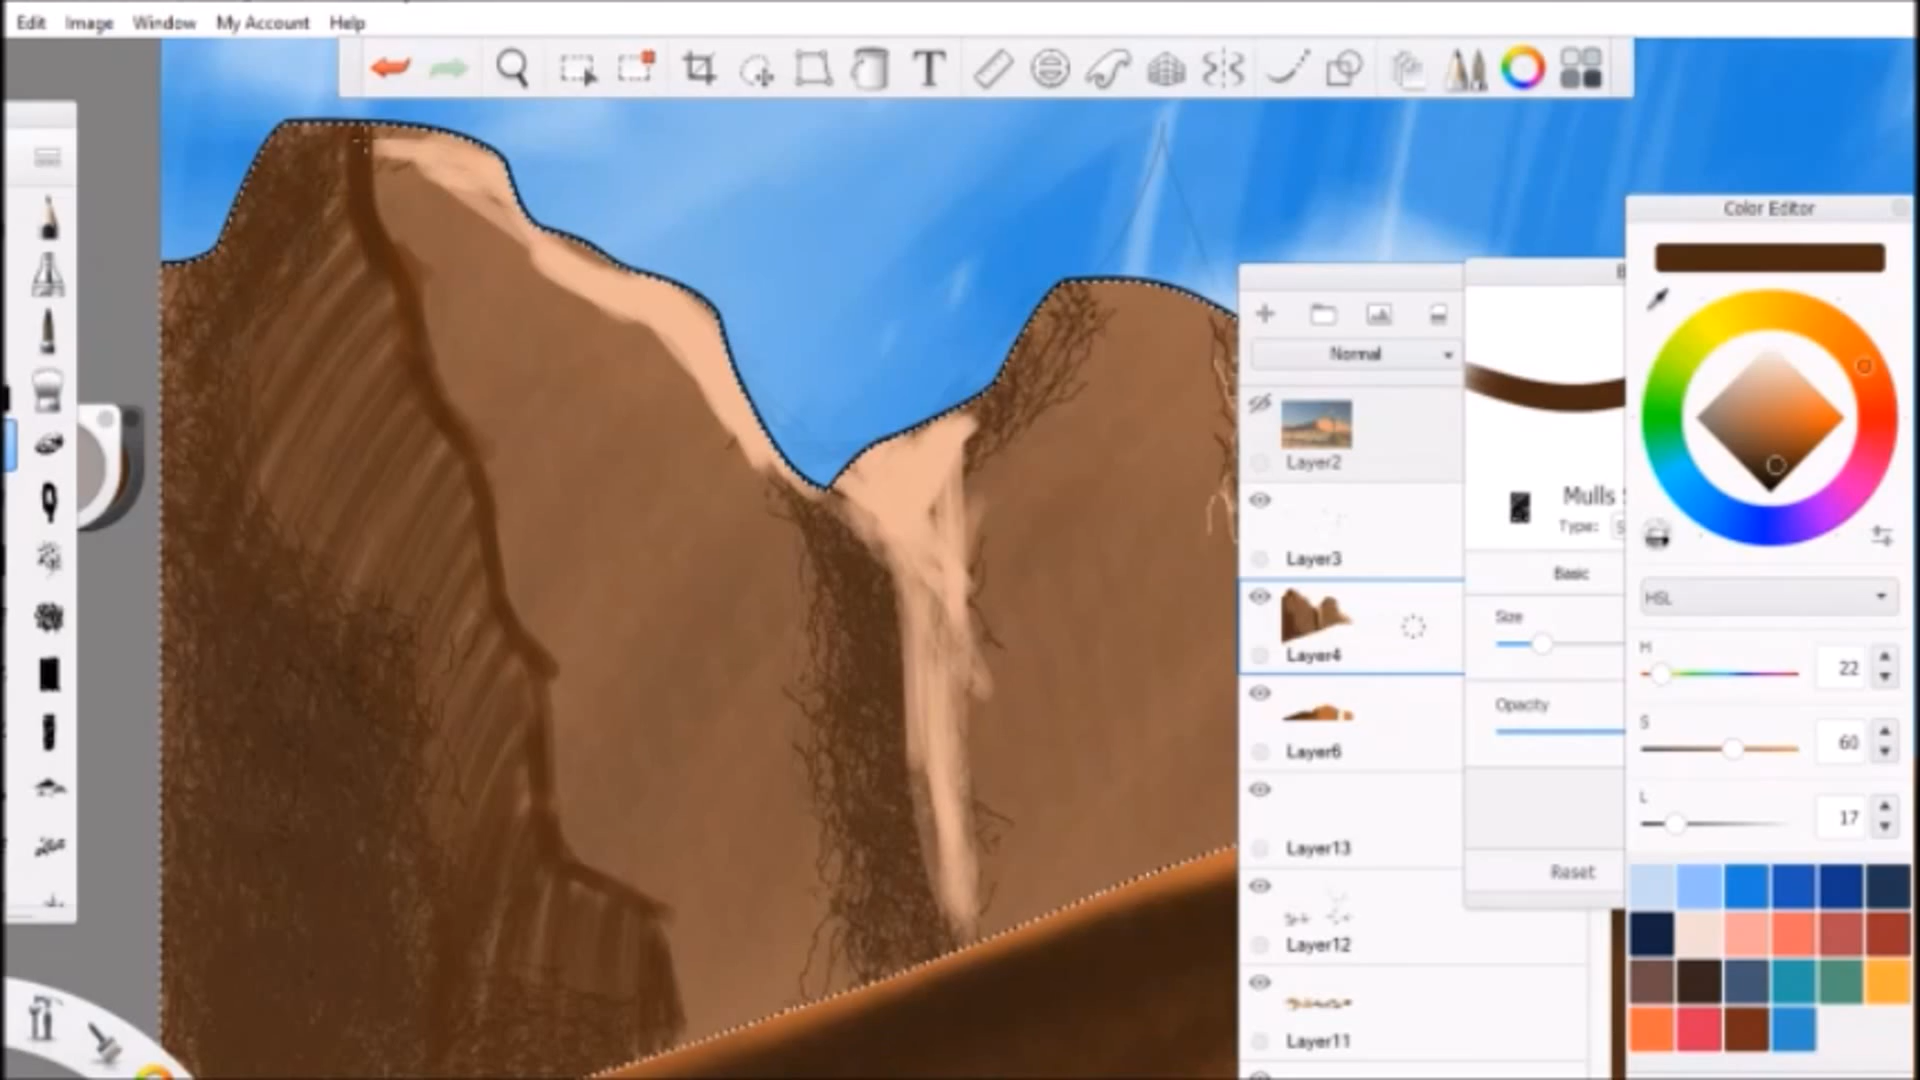 Edit Image Window My Account Help
T
Color Editor
Normal
Layer2
Layer3
Layer4
Layer6
Layer13
Layer12
Layer11
Mulls
Type:
Basic
Size
Opacity
Reset
HSL
H 22
S 60
L 17